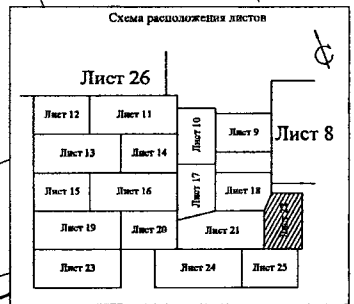 Схема расположения листов
Лист 26
Лист 12
Лист 11
Лист 10
Лист 9
Лист 8
Лист 13
Лист 14
Лист 15
Лист 16
Лист 17
Лист 18
Лист 19
Лист 20
Лист 21
Лист 23
Лист 24
Лист 25